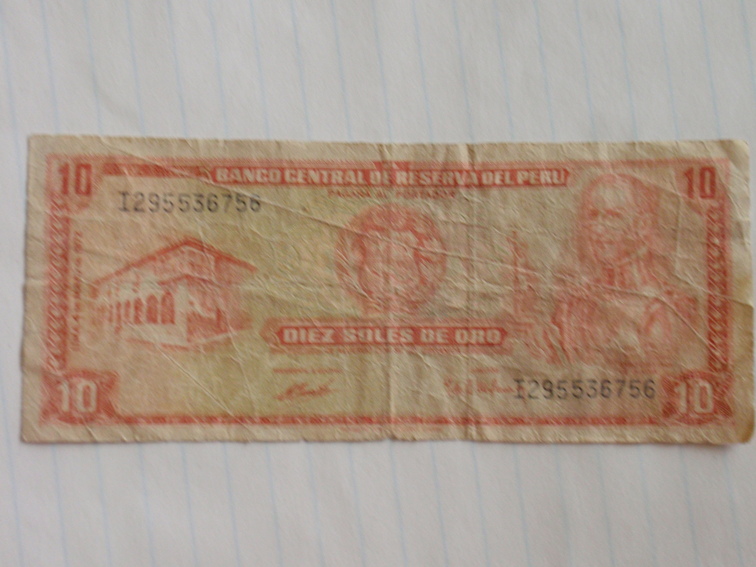 10
BANCO CENTRAL DE RESERVA DEL PERU
10
I295536756
DIEZ SOLES DE ORO
10
I295536756
10